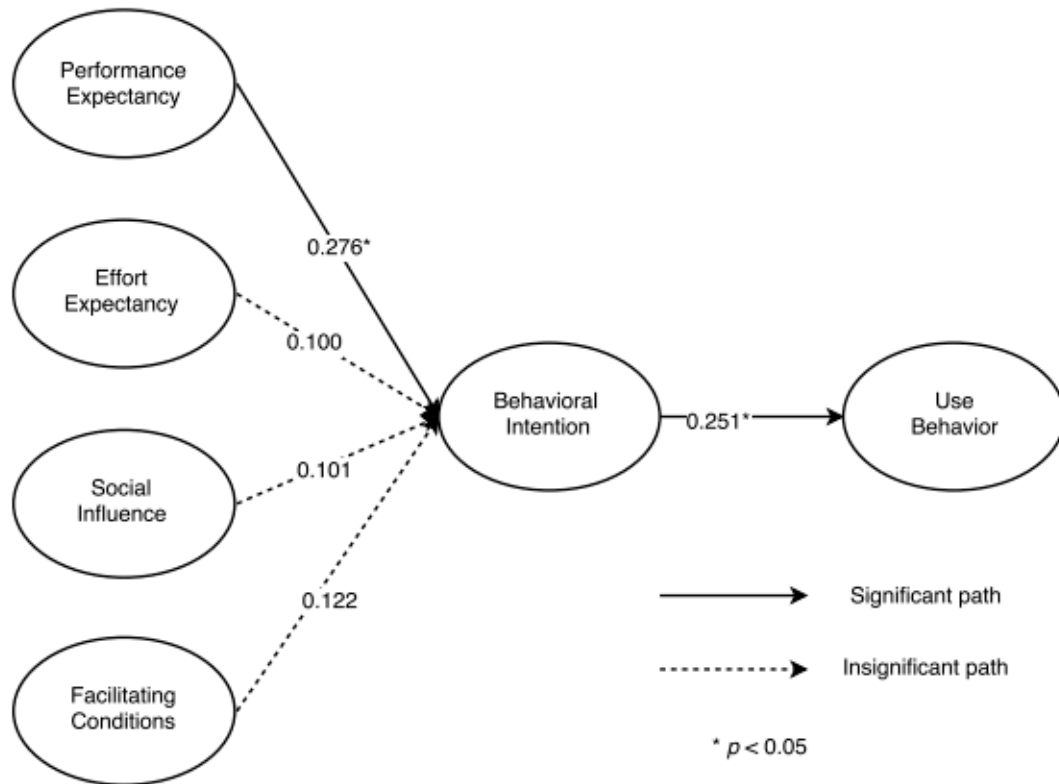 Performance
Expectancy
0.276*
Effort
Expectancy
0.100
Behavioral
Intention
0.251*
Use
Behavior
0.101
Social
Influence
0.122
Significant path
Insignificant path
Facilitating
Conditions
* p < 0.05